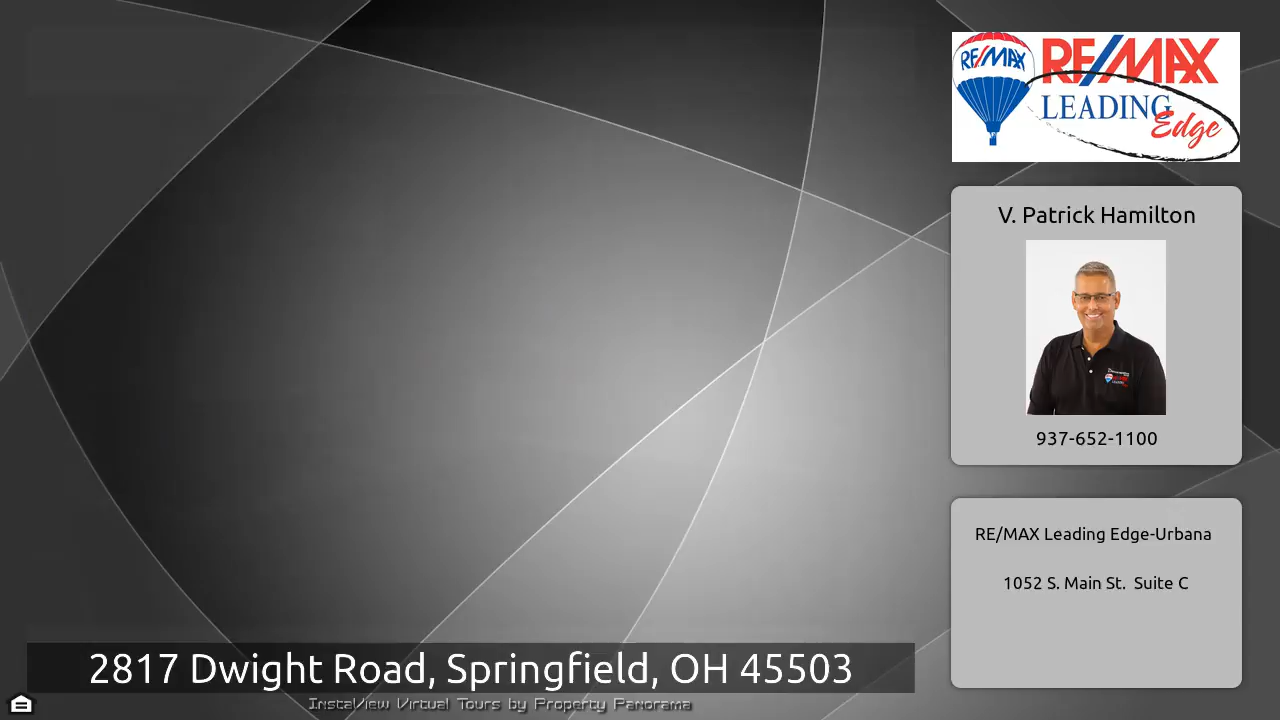 RE/MAX
RE/MAX
LEADING
Edge
V. Patrick Hamilton
937-652-1100
RE/MAX Leading Edge-Urbana
1052 S. Main St. Suite C
2817 Dwight Road, Springfield, OH 45503
InstaView Virtual Tours by Property Panorama